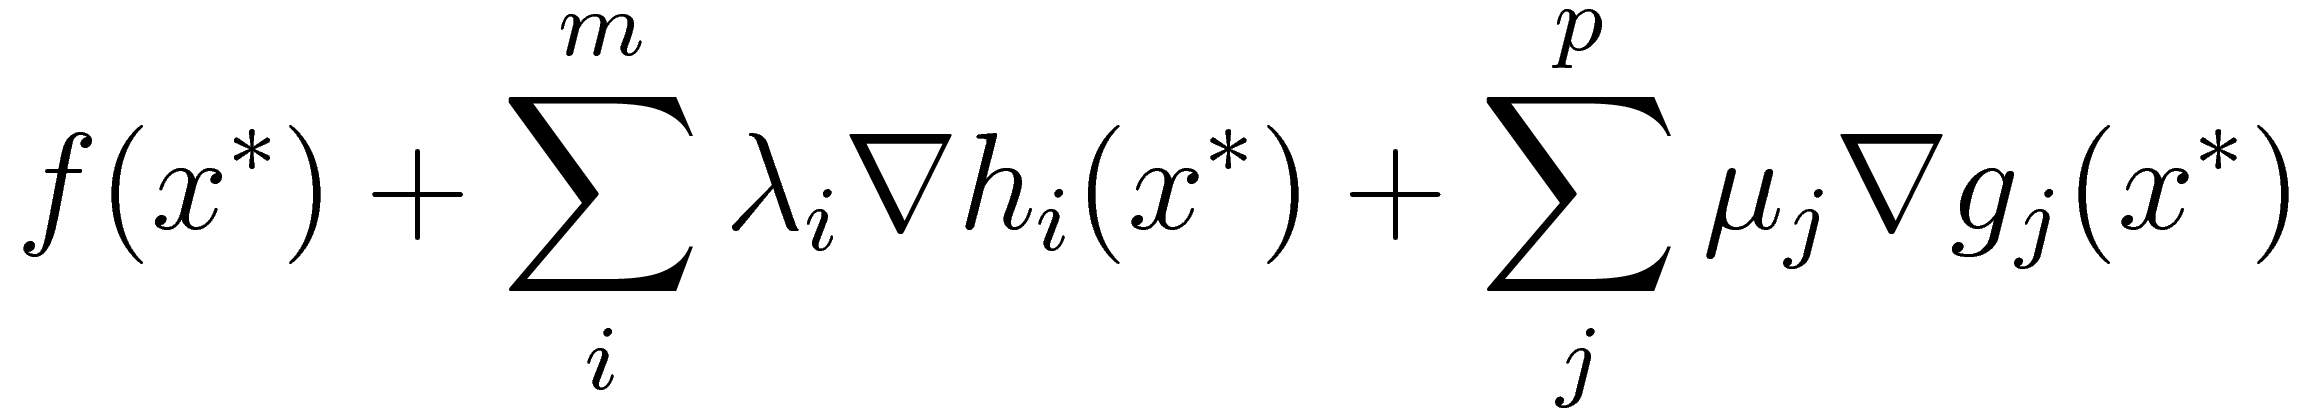 $f(x^*) + \sum_{i}^{m} \lambda_i \nabla h_i(x^*) + \sum_{j}^{p} \mu_j \nabla g_j(x^*)$